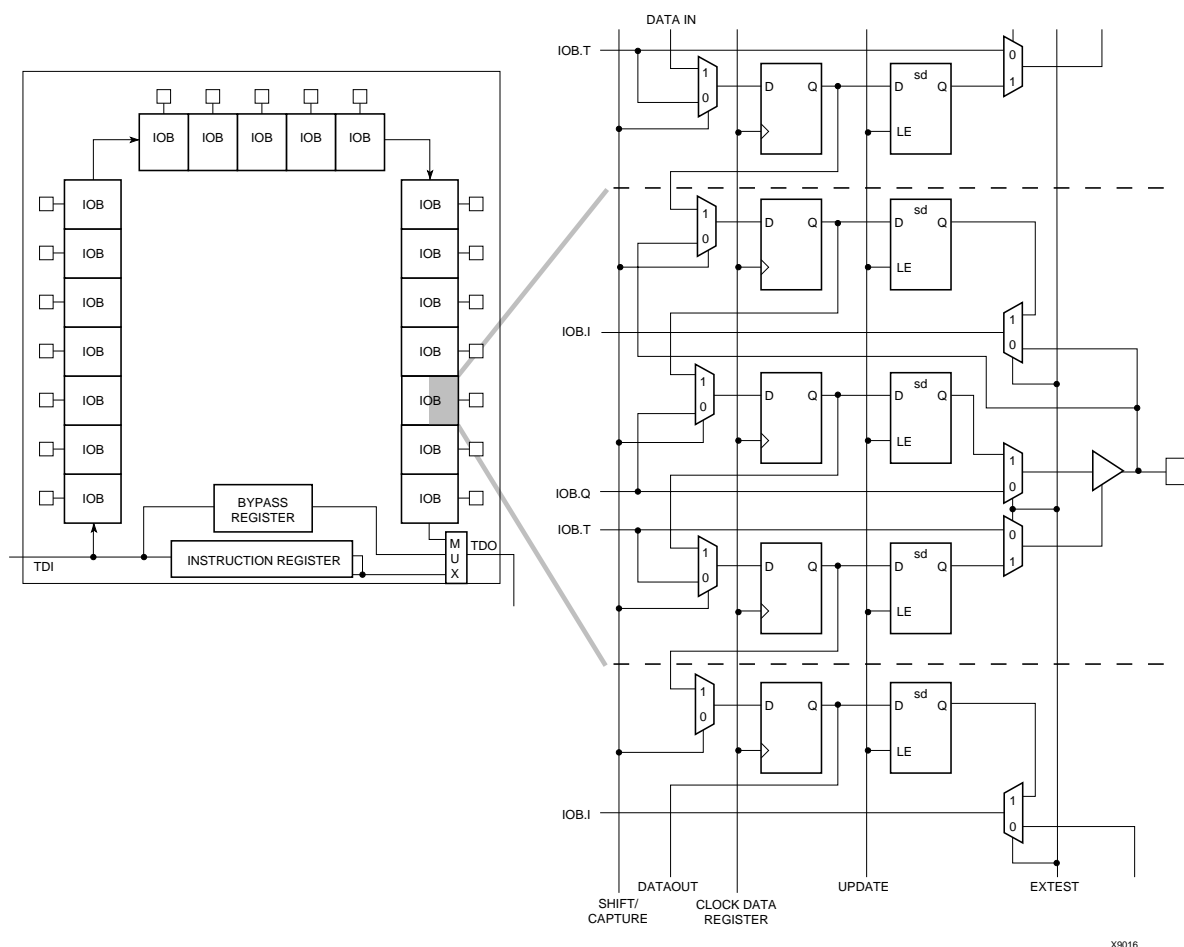 DATA IN
IOB.T
1
0
D Q
D sd Q
LE
0
1
IOB IOB IOB IOB IOB
IOB
IOB
IOB
IOB
IOB
IOB
IOB
IOB
IOB
IOB
IOB
IOB
IOB
IOB
BYPASS
REGISTER
INSTRUCTION REGISTER
TDI
M
U
X
TDO
1
0
D Q
D sd Q
LE
1
0
IOB.I
1
0
D Q
D sd Q
LE
1
0
IOB.Q
IOB.T
0
1
1
0
D Q
D sd Q
LE
1
0
D Q
D sd Q
LE
1
0
IOB.I
SHIFT/
CAPTURE
DATAOUT
CLOCK DATA
REGISTER
UPDATE
EXTEST
X9016